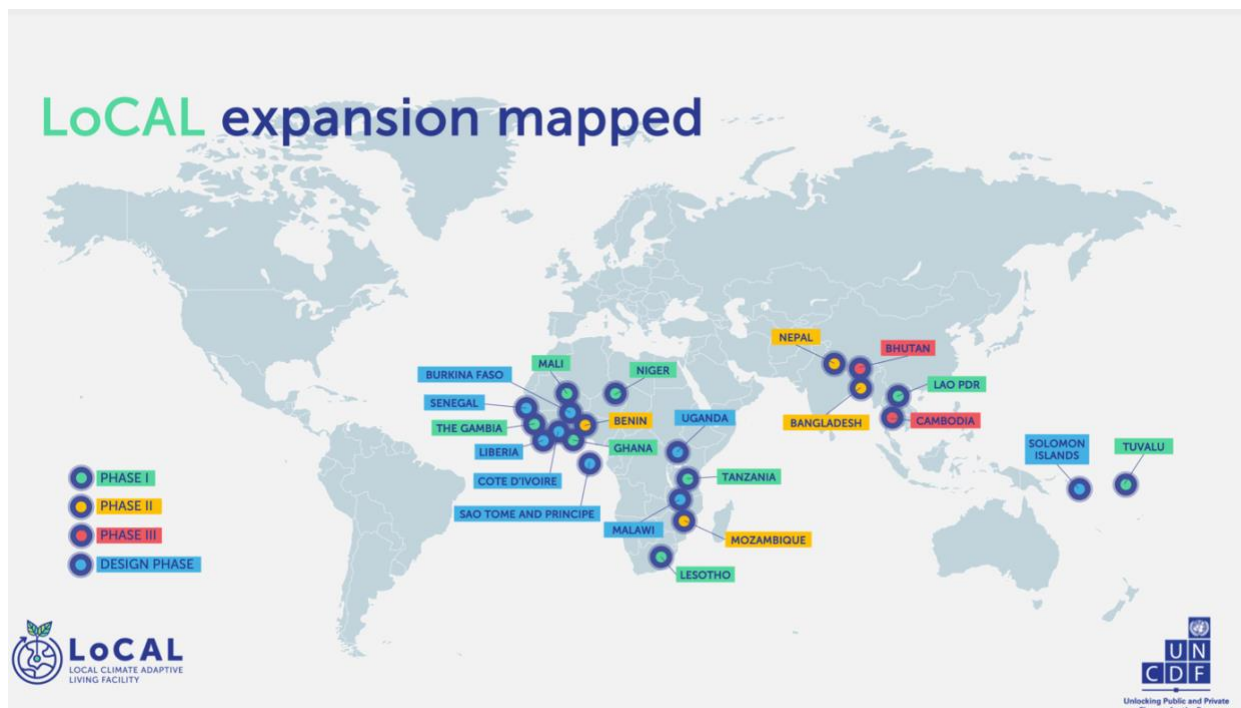 LoCAL expansion mapped
NEPAL
BHUTAN
MALI
NIGER
BURKINA FASO
LAO PDR
SENEGAL
BENIN
UGANDA
BANGLADESH
CAMBODIA
THE GAMBIA
GHANA
SOLOMON
ISLANDS
TUVALU
LIBERIA
COTE D'IVOIRE
TANZANIA
SAO TOME AND PRINCIPE
MALAWI
MOZAMBIQUE
LESOTHO
PHASE I
PHASE II
PHASE III
DESIGN PHASE
LoCAL
LOCAL CLIMATE ADAPTIVE
LIVING FACILITY
UN
CDF
Unlocking Public and Private